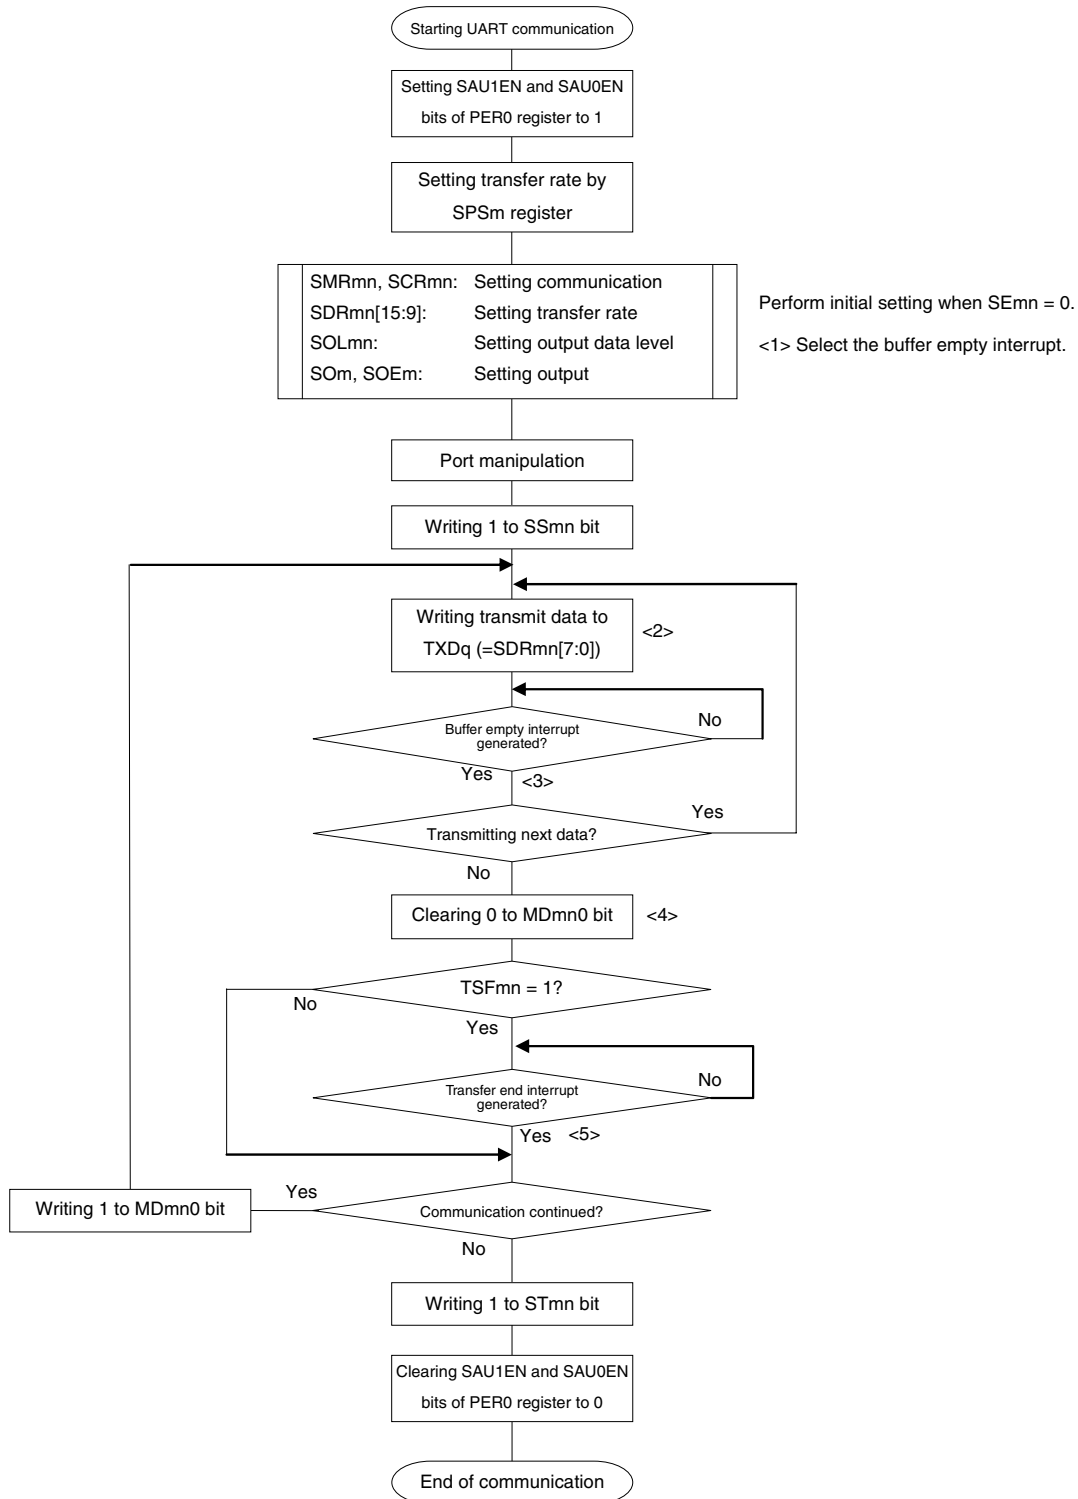 Starting UART communication
Setting SAU1EN and SAU0EN
bits of PER0 register to 1
Setting transfer rate by
SPSm register
SMRmn, SCRmn: Setting communication
SDRmn[15:9]: Setting transfer rate
SOLmn: Setting output data level
SOm, SOEm: Setting output
Perform initial setting when SEmn = 0.
<1> Select the buffer empty interrupt.
Port manipulation
Writing 1 to SSmn bit
Writing transmit data to
TXDq (=SDRmn[7:0])
<2>
Buffer empty interrupt
generated?
No
Yes
<3>
Transmitting next data?
Yes
No
Clearing 0 to MDmn0 bit
<4>
TSFmn = 1?
No
Yes
Transfer end interrupt
generated?
No
Yes
<5>
Writing 1 to MDmn0 bit
Yes
Communication continued?
No
Writing 1 to STmn bit
Clearing SAU1EN and SAU0EN
bits of PER0 register to 0
End of communication